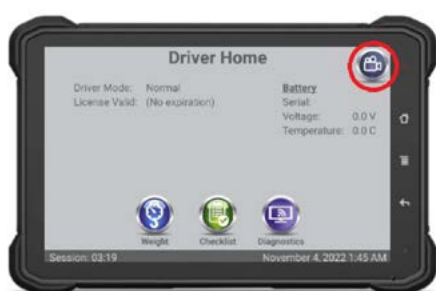 Driver Home
Driver Mode: Normal
License Valid: (No expiration)
Battery
Serial:
Voltage: 0.0 V
Temperature: 0.0 C
Weight
Checklist
Diagnostics
Session: 03:19
November 4, 2022 1:45 AM